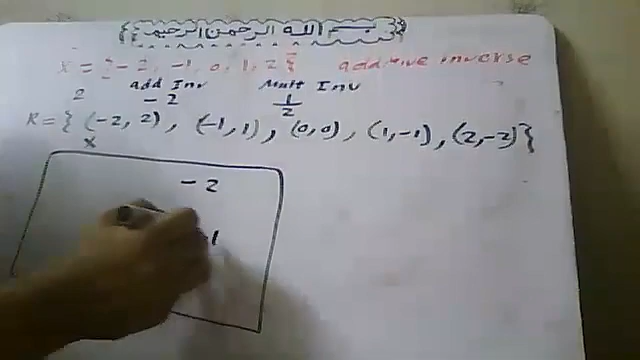 بسم الله الرحمن الرحيم
X = {-2, -1, 0, 1, 2} additive inverse
2 add Inv Mult Inv
-2 1/2
R = { (-2, 2) , (-1, 1) , (0, 0) , (1, -1) , (2, -2) }
x
-2
-1